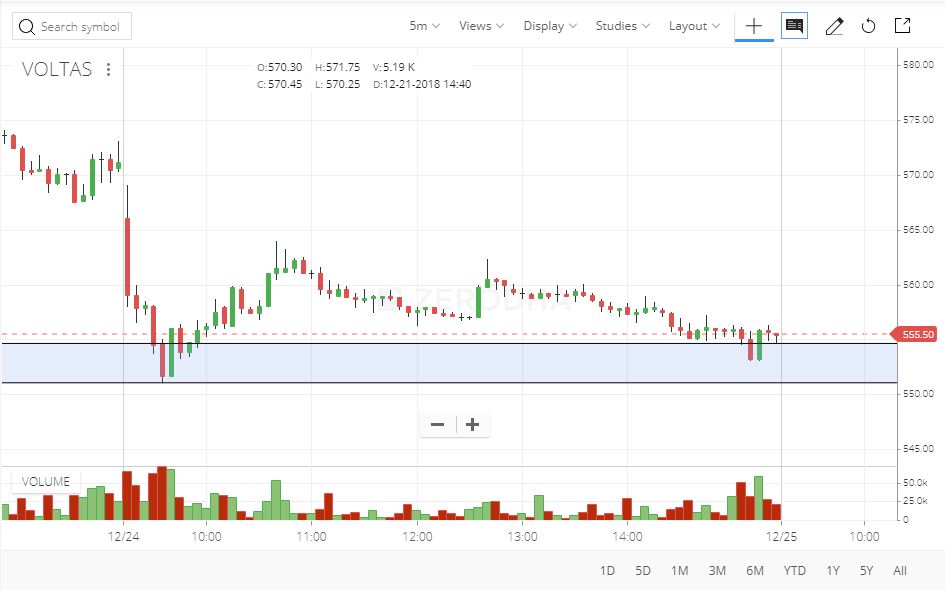 Search symbol 5m Views Display Studies Layout
VOLTAS
O:570.30 H:571.75 V:5.19 K
C:570.45 L: 570.25 D:12-21-2018 14:40
580.00
575.00
570.00
565.00
560.00
ZERODHA
555.50
550.00
545.00
VOLUME
50.0k
25.0k
0
12/24 10:00 11:00 12:00 13:00 14:00 12/25 10:00
1D 5D 1M 3M 6M YTD 1Y 5Y All